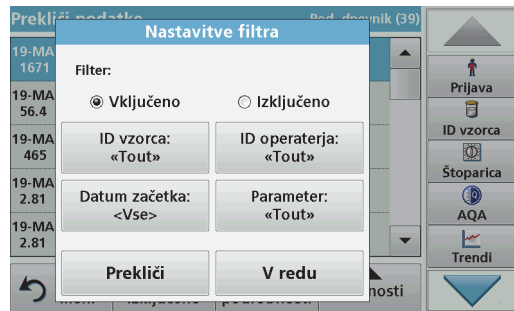 Prekliči podatke Pod. dnevnik (39)
Nastavitve filtra
19-MA
1671
19-MA
56.4
19-MA
465
19-MA
2.81
19-MA
2.81
Filter:
Vključeno Izključeno
ID vzorca:
«Tout»
ID operaterja:
«Tout»
Datum začetka:
<Vse>
Parameter:
«Tout»
Prekliči
V redu
Prijava
ID vzorca
Štoparica
AQA
Trendi